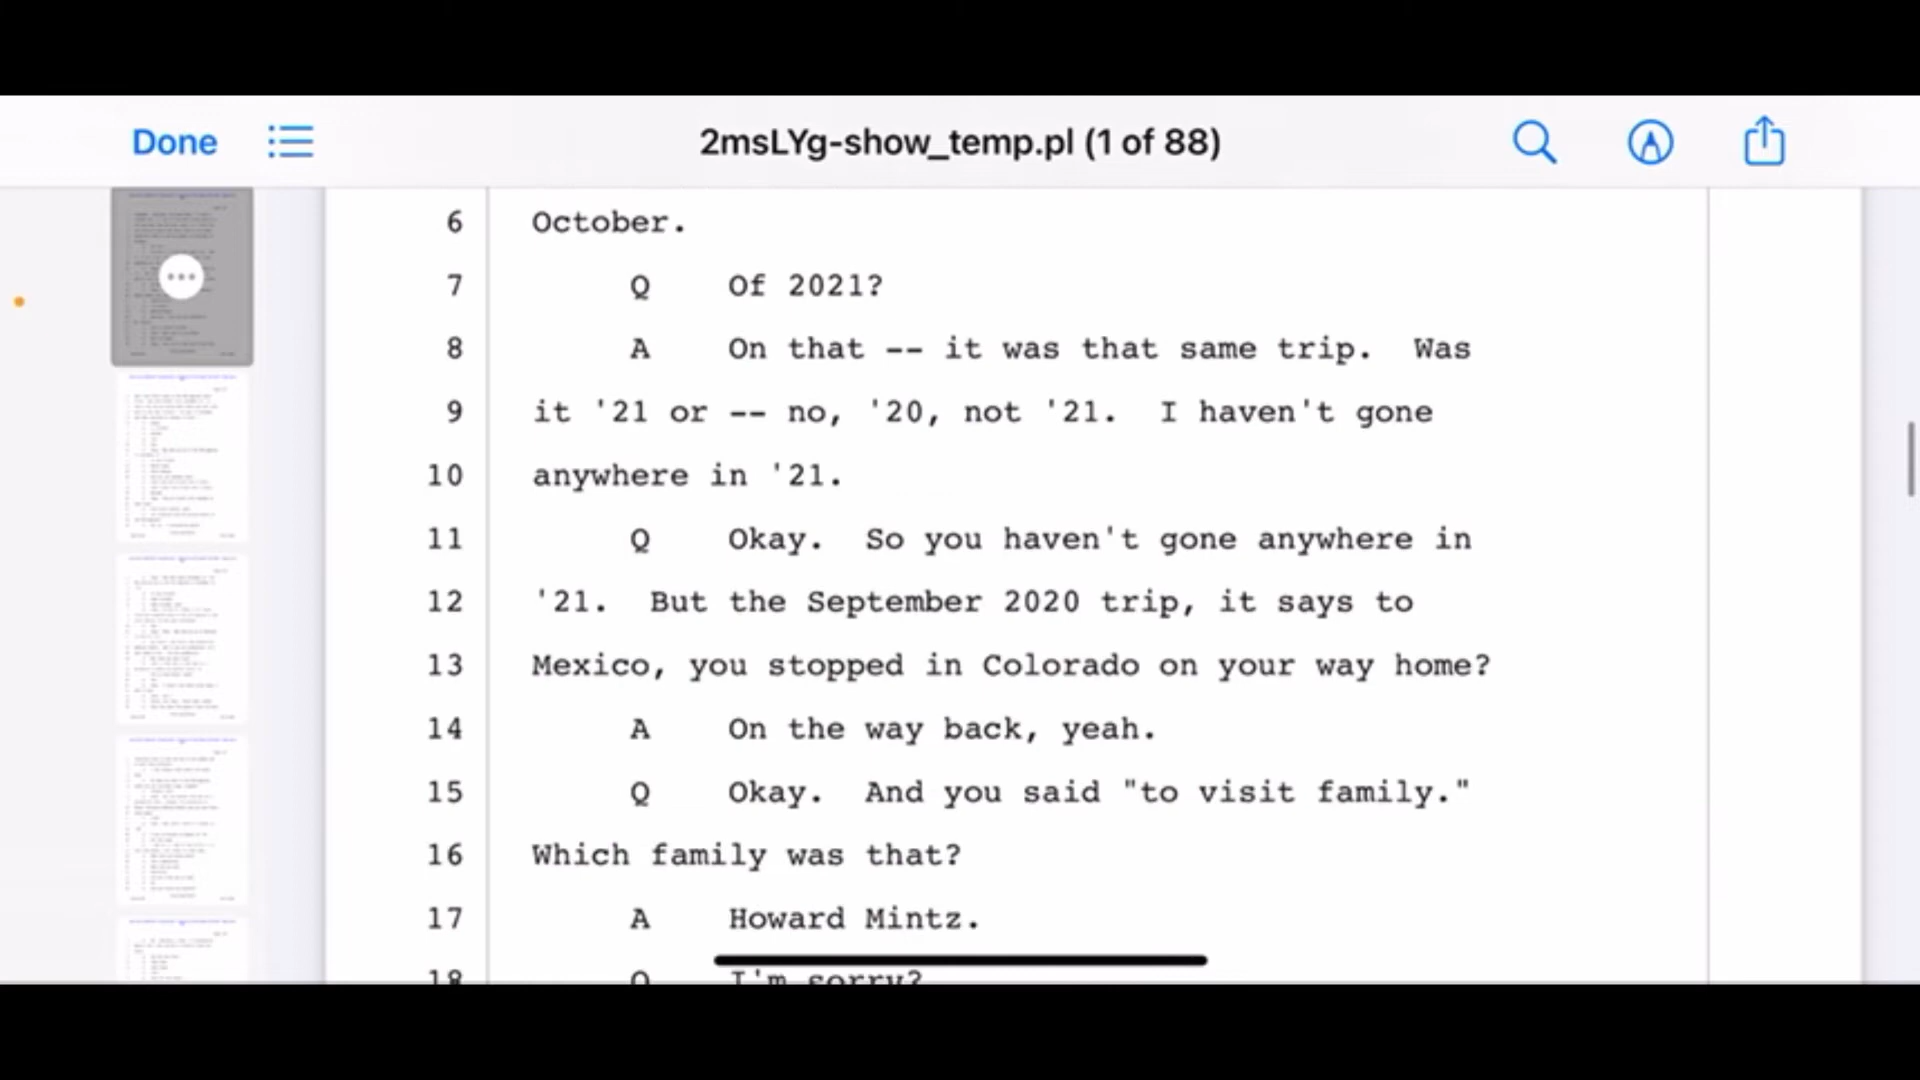 Done
2msLYg-show_temp.pl (1 of 88)
6 October.
7 Q Of 2021?
8 A On that -- it was that same trip. Was
9 it '21 or -- no, '20, not '21. I haven't gone
10 anywhere in '21.
11 Q Okay. So you haven't gone anywhere in
12 '21. But the September 2020 trip, it says to
13 Mexico, you stopped in Colorado on your way home?
14 A On the way back, yeah.
15 Q Okay. And you said "to visit family."
16 Which family was that?
17 A Howard Mintz.
18 Q I'm sorry?